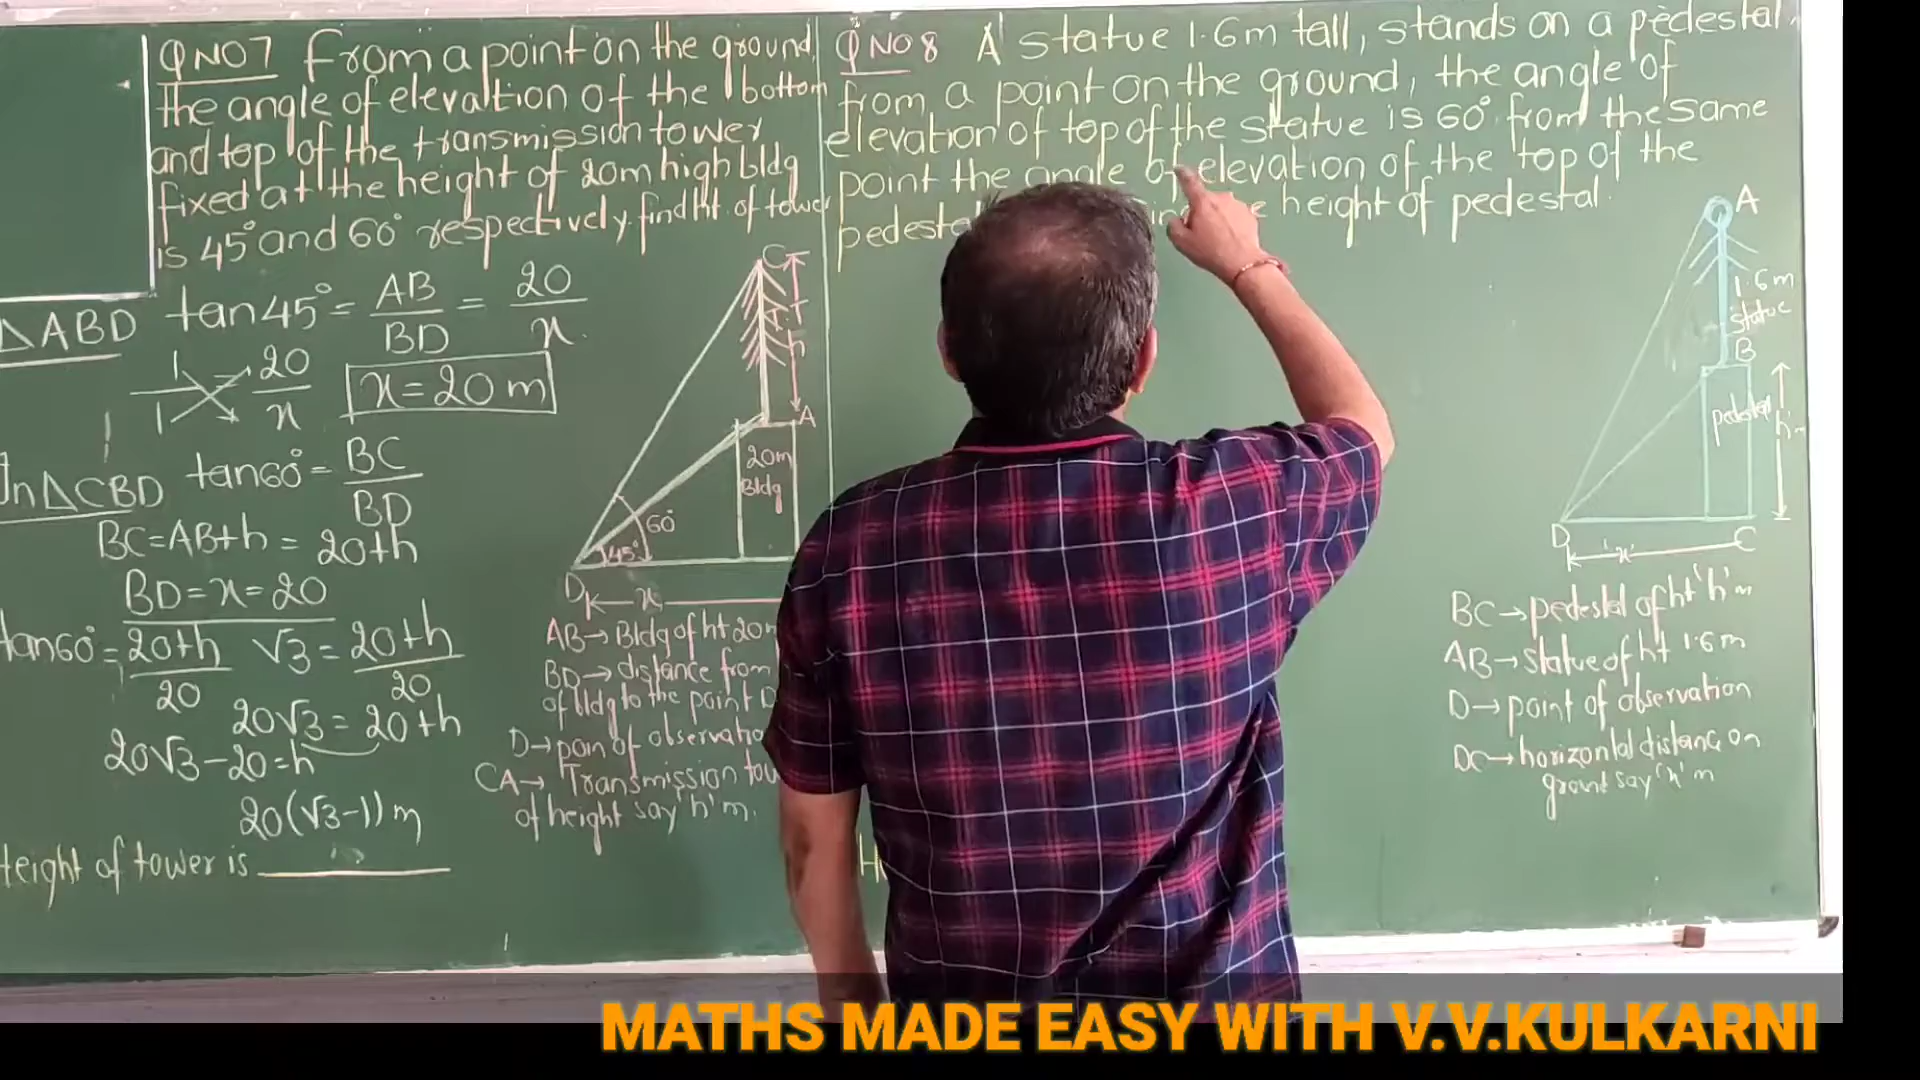 QNO7 From a point on the ground,
the angle of elevaltion of the bottom
and top of the transmission tower
fixed at the height of 20m high bldg
is 45° and 60° respectively. find ht of tower
△ABD tan45° = AB/BD = 20/x
1/1 = 20/x x=20m
In△CBD tan60° = BC/BD
BC=AB+h = 20+h
BD=x=20
tan60°= 20+h/20 √3 = 20+h/20
20√3 = 20+h
20√3-20=h
20(√3-1)m
Height of tower is
C
h
A
20m
Bldg
60°
45°
D
x
AB→Bldg of ht 20m
BD→distance from
of bldg to the point D
D→poin of observatio
CA→ Transmission tow
of height say 'h'm.
QNO8 A statue 1.6m tall, stands on a pedestal,
from a point on the ground, the angle of
elevation of top of the statue is 60° from the same
point the angle of elevation of the top of the
pedesta height of pedestal.
A
1.6m
statue
B
pedestal
'h'
D
'x'
C
BC→pedestal of ht 'h'm
AB→statue of ht 1.6m
D→point of observation
DC→horizontal distanc on
ground say 'x'm
MATHS MADE EASY WITH V.V.KULKARNI